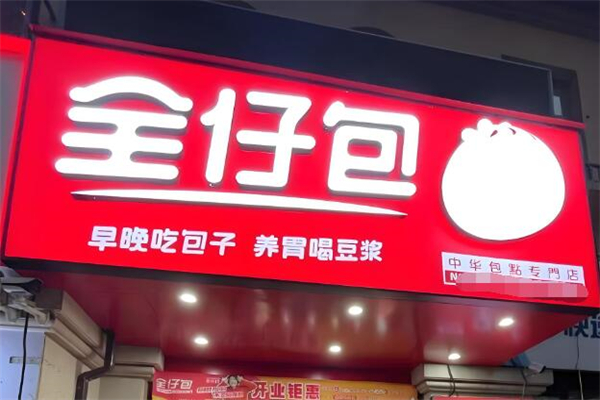 全仔包
早晚吃包子 养胃喝豆浆
中华包點专門店
全仔包
开业钜惠